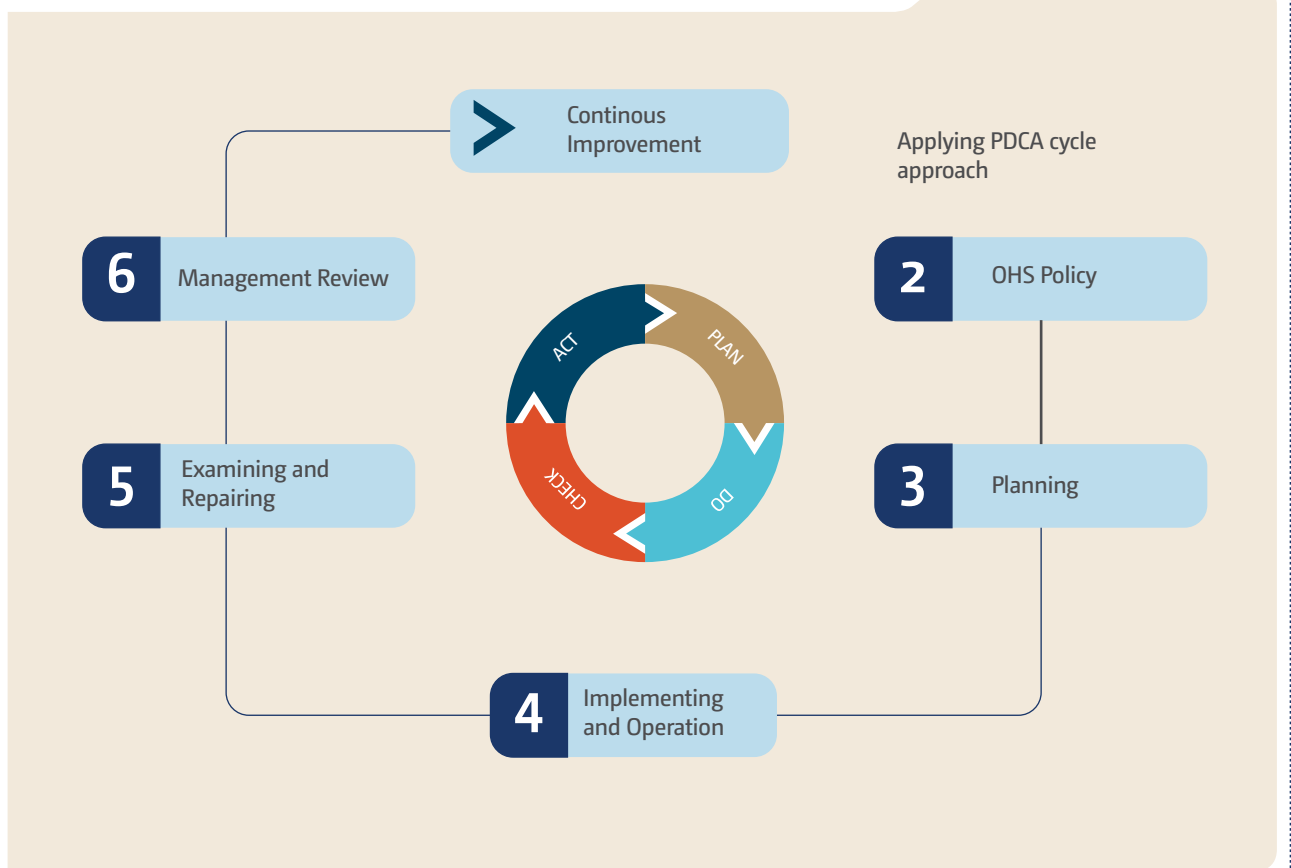 Continous
Improvement
Applying PDCA cycle
approach
6
Management Review
2
OHS Policy
ACT
PLAN
5
Examining and
Repairing
CHECK
DO
3
Planning
4
Implementing
and Operation